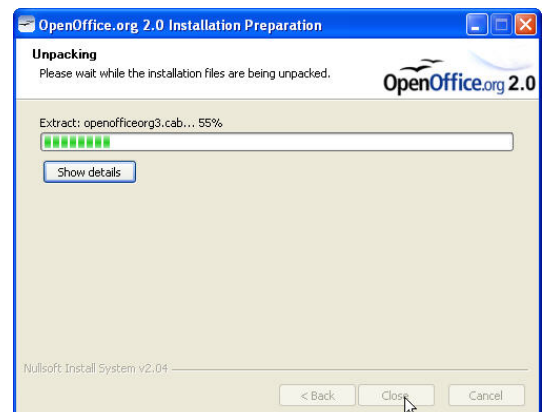 OpenOffice.org 2.0 Installation Preparation
Unpacking
Please wait while the installation files are being unpacked.
OpenOffice.org 2.0
Extract: openofficeorg3.cab... 55%
Show details
Nullsoft Install System v2.04
< Back Close Cancel